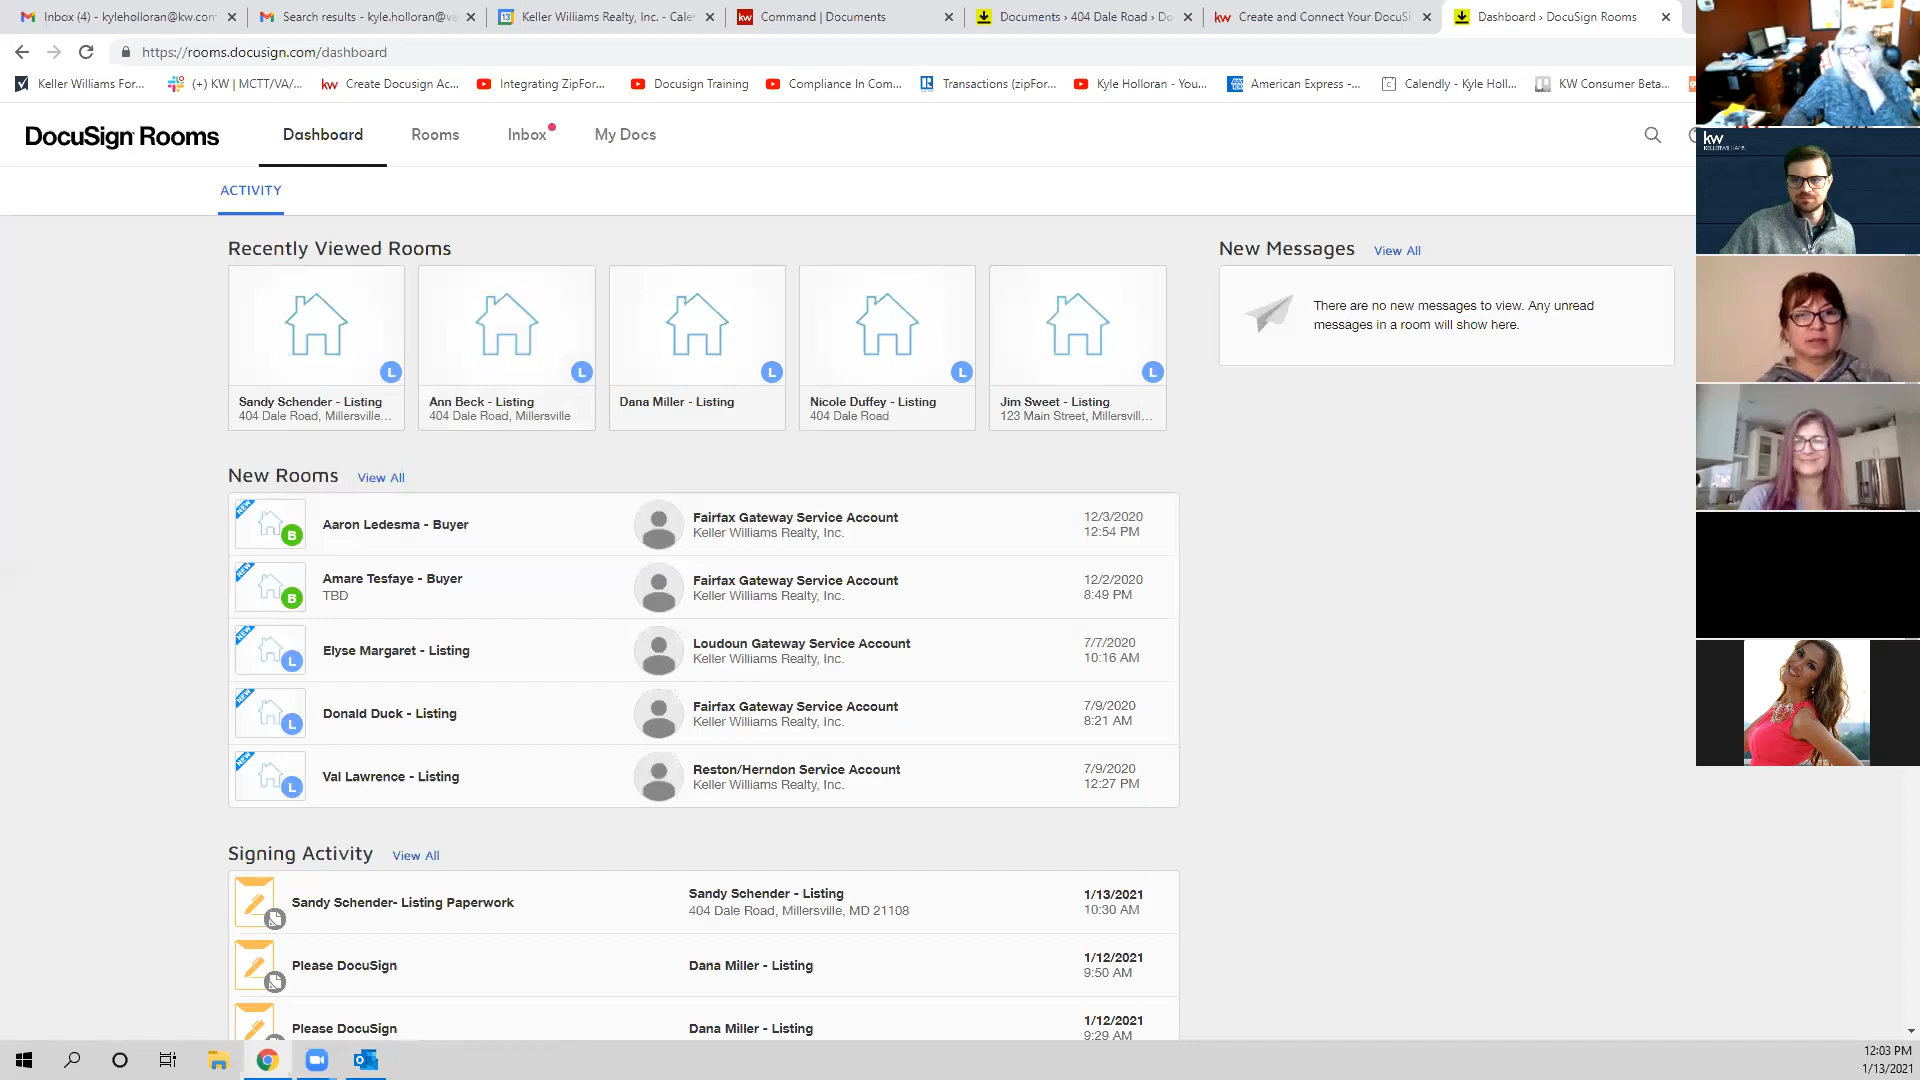 Inbox (4) - kyleholloran@kw.com
Search results - kyle.holloran@va
Keller Williams Realty, Inc. - Cale
Command | Documents
Documents › 404 Dale Road › Do
Create and Connect Your DocuSi
Dashboard › DocuSign Rooms
https://rooms.docusign.com/dashboard
Keller Williams For...
(+) KW | MCTT/VA/...
Create Docusign Ac...
Integrating ZipFor...
Docusign Training
Compliance In Com...
Transactions (zipFor...
Kyle Holloran - You...
American Express -...
Calendly - Kyle Holl...
KW Consumer Beta...
DocuSign Rooms
Dashboard
Rooms
Inbox
My Docs
kw
KELLERWILLIAMS
ACTIVITY
Recently Viewed Rooms
L
L
L
L
L
Sandy Schender - Listing
404 Dale Road, Millersville...
Ann Beck - Listing
404 Dale Road, Millersville
Dana Miller - Listing
Nicole Duffey - Listing
404 Dale Road
Jim Sweet - Listing
123 Main Street, Millersvill...
New Messages View All
There are no new messages to view. Any unread
messages in a room will show here.
New Rooms View All
NEW
B
Aaron Ledesma - Buyer
Fairfax Gateway Service Account
Keller Williams Realty, Inc.
12/3/2020
12:54 PM
NEW
B
Amare Tesfaye - Buyer
TBD
Fairfax Gateway Service Account
Keller Williams Realty, Inc.
12/2/2020
8:49 PM
NEW
L
Elyse Margaret - Listing
Loudoun Gateway Service Account
Keller Williams Realty, Inc.
7/7/2020
10:16 AM
NEW
L
Donald Duck - Listing
Fairfax Gateway Service Account
Keller Williams Realty, Inc.
7/9/2020
8:21 AM
NEW
L
Val Lawrence - Listing
Reston/Herndon Service Account
Keller Williams Realty, Inc.
7/9/2020
12:27 PM
Signing Activity View All
Sandy Schender- Listing Paperwork
Sandy Schender - Listing
404 Dale Road, Millersville, MD 21108
1/13/2021
10:30 AM
Please DocuSign
Dana Miller - Listing
1/12/2021
9:50 AM
Please DocuSign
Dana Miller - Listing
1/12/2021
9:29 AM
12:03 PM
1/13/2021